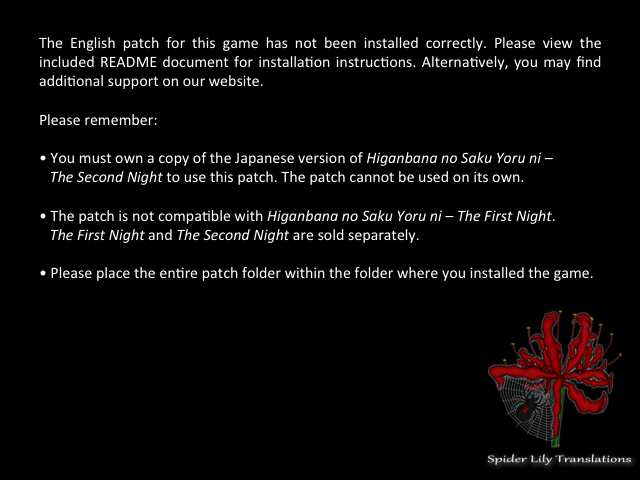 The English patch for this game has not been installed correctly. Please view the
included README document for installation instructions. Alternatively, you may find
additional support on our website.
Please remember:
• You must own a copy of the Japanese version of Higanbana no Saku Yoru ni –
The Second Night to use this patch. The patch cannot be used on its own.
• The patch is not compatible with Higanbana no Saku Yoru ni – The First Night.
The First Night and The Second Night are sold separately.
• Please place the entire patch folder within the folder where you installed the game.
Spider Lily Translations